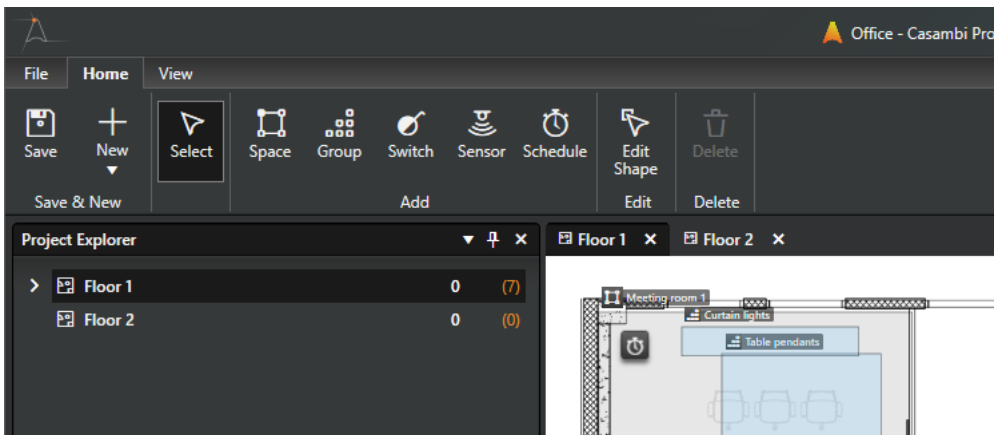 Office - Casambi Pro
File Home View
Save New Select Space Group Switch Sensor Schedule Edit Shape Delete
Save & New Add Edit Delete
Project Explorer
Floor 1 Floor 2
Floor 1 0 (7)
Floor 2 0 (0)
Meeting room 1
Curtain lights
Table pendants